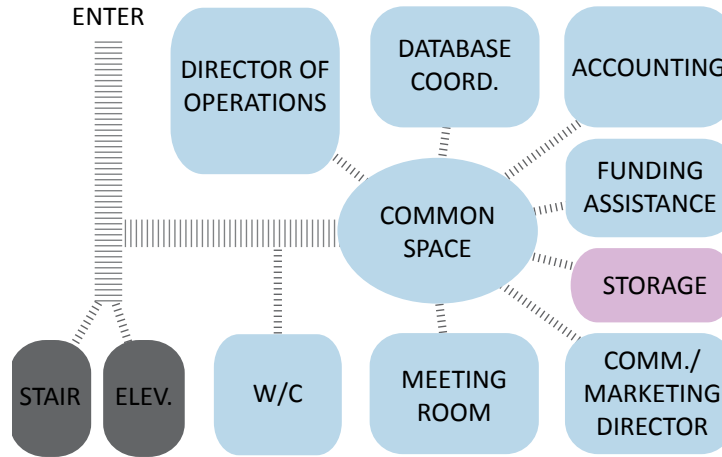 ENTER
DIRECTOR OF
OPERATIONS
DATABASE
COORD.
ACCOUNTING
FUNDING
ASSISTANCE
COMMON
SPACE
STORAGE
STAIR
ELEV.
W/C
MEETING
ROOM
COMM./
MARKETING
DIRECTOR